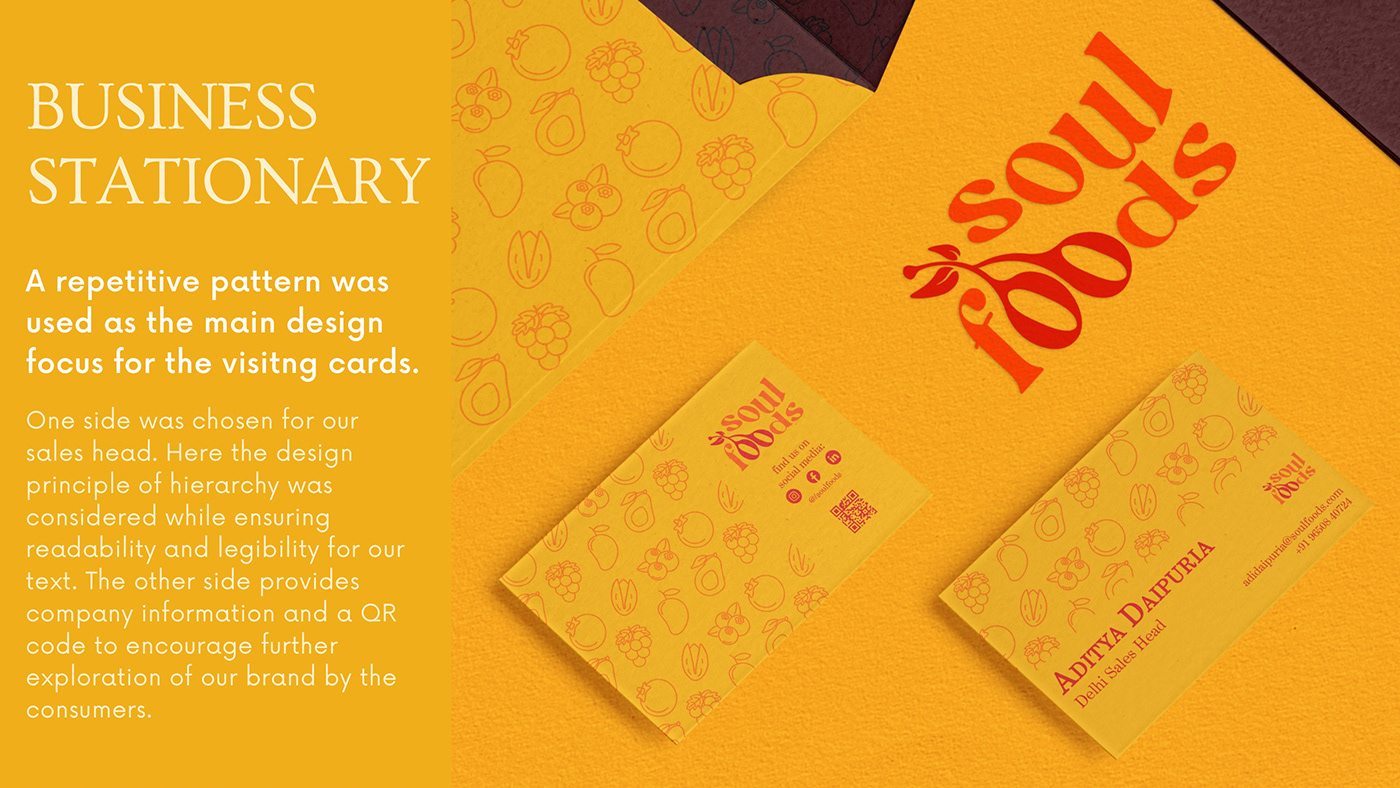 BUSINESS
STATIONARY
A repetitive pattern was
used as the main design
focus for the visitng cards.
One side was chosen for our
sales head. Here the design
principle of hierarchy was
considered while ensuring
readability and legibility for our
text. The other side provides
company information and a QR
code to encourage further
exploration of our brand by the
consumers.
soul
foods
soul
foods
find us on
social media:
in
@/soulfoods
soul
foods
adidaipuria@soulfoods.com
+91 96508 40724
ADITYA DAIPURIA
Delhi Sales Head